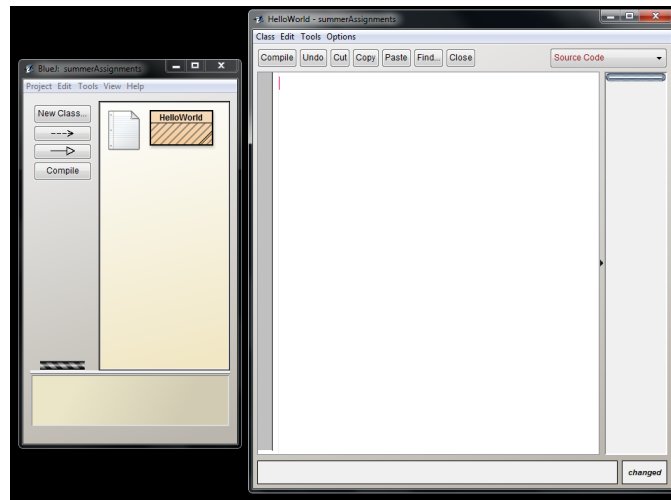 BlueJ: summerAssignments
Project Edit Tools View Help
New Class...
Compile
HelloWorld
HelloWorld - summerAssignments
Class Edit Tools Options
Compile Undo Cut Copy Paste Find... Close Source Code
changed